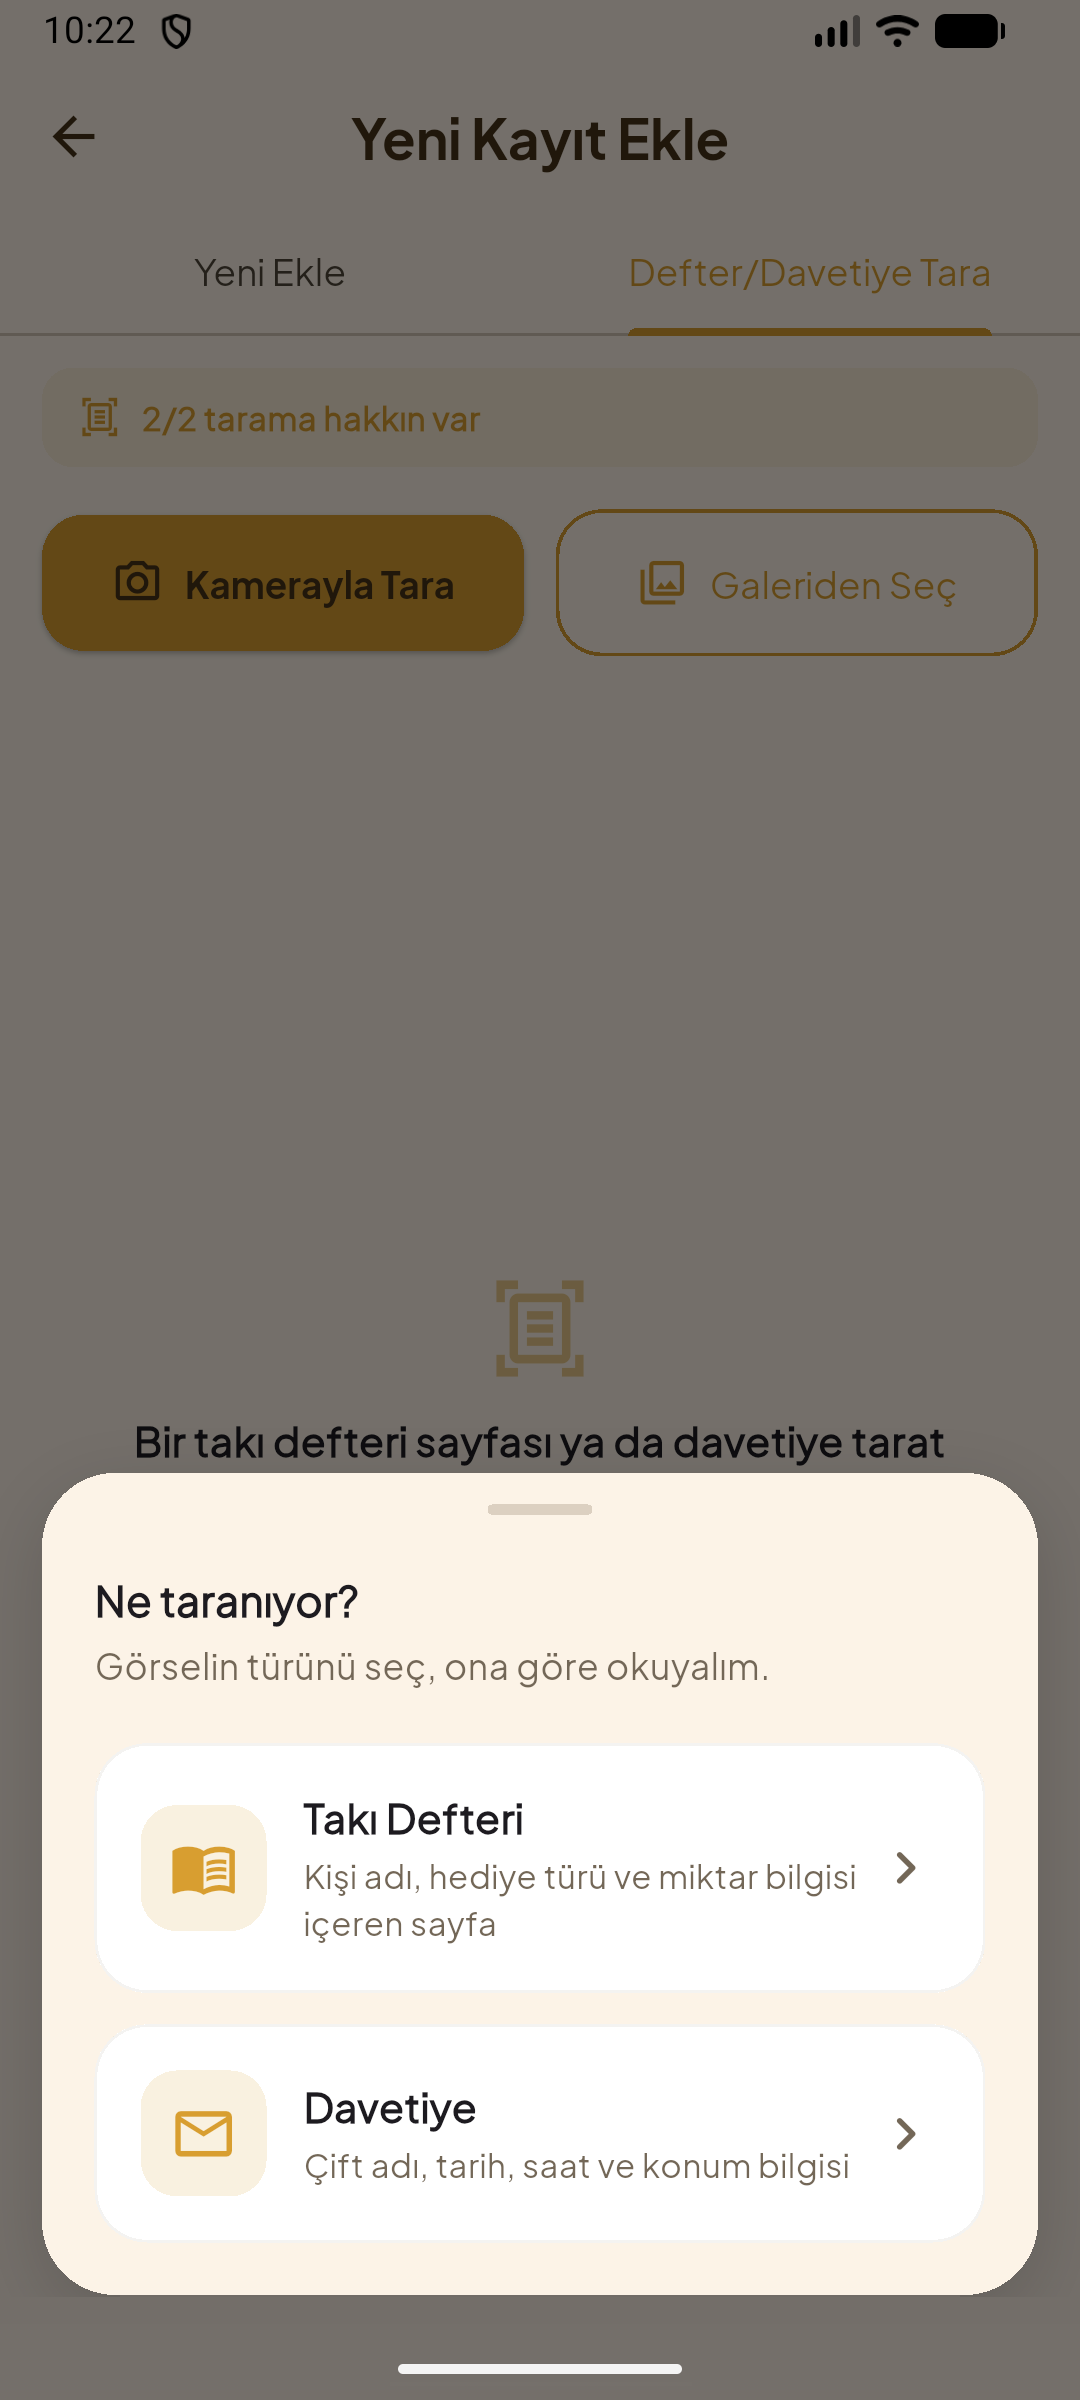 10:22
Yeni Kayıt Ekle
Yeni Ekle
Defter/Davetiye Tara
2/2 tarama hakkın var
Kamerayla Tara
Galeriden Seç
Bir takı defteri sayfası ya da davetiye tarat
Ne taranıyor?
Görselin türünü seç, ona göre okuyalım.
Takı Defteri
Kişi adı, hediye türü ve miktar bilgisi
içeren sayfa
Davetiye
Çift adı, tarih, saat ve konum bilgisi